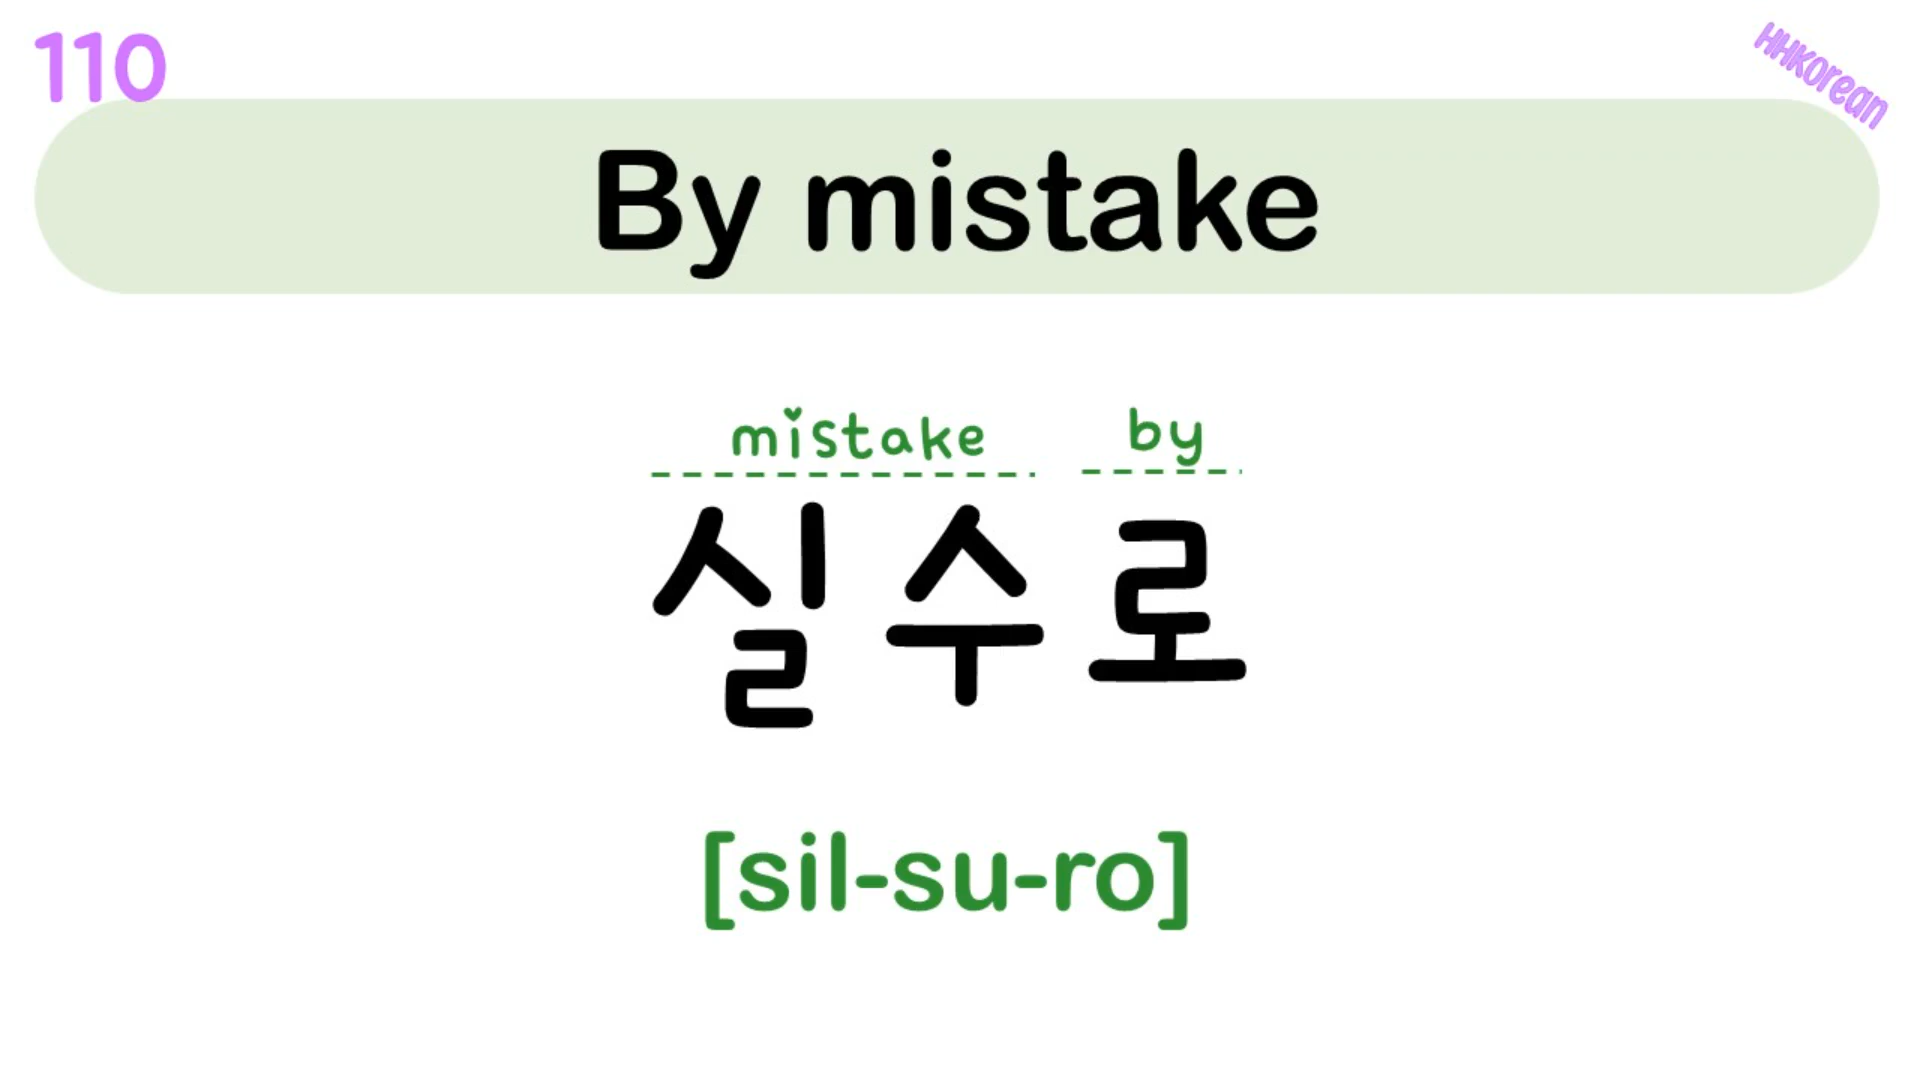 110
HHKorean
By mistake
mistake by
실수로
[sil-su-ro]